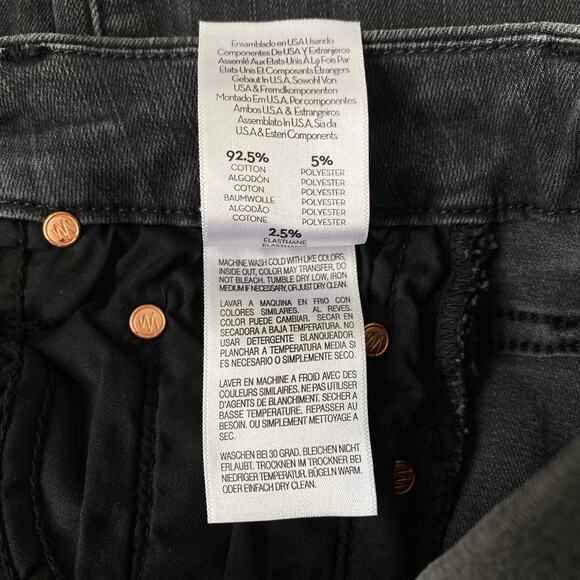 Ensamblado en USA Usando
Componentes De USA Y Extranjeros
Assemlé Aux Etats-Unis À La Fois Par
Etats-Unis Et Composants Étrangers
Gebaut In U.S.A. Sowohl Von
USA & Fremdkomponenten
Montado Em U.S.A. Por componentes
Ambos U.S.A & Estrangeiros
Assemblato In U.S.A. Sia da
U.S.A & Esteri Components
92.5%
COTTON
ALGODÓN
COTON
BAUMWOLLE
ALGODÃO
COTONE
5%
POLYESTER
POLYESTER
POLYESTER
POLYESTER
POLYESTER
POLYESTER
2.5%
ELASTHANE
ELASTHANE
MACHINE WASH COLD WITH LIKE COLORS,
INSIDE OUT, COLOR MAY TRANSFER, DO
NOT BLEACH. TUMBLE DRY LOW, IRON
MEDIUM IF NECESSARY, OR JUST DRY CLEAN.
LAVAR A MAQUINA EN FRIO CON
COLORES SIMILARES. AL REVES.
COLOR PUEDE CAMBIAR. SECAR EN
SECADORA A BAJA TEMPERATURA. NO
USAR DETERGENTE BLANQUEADOR.
PLANCHAR A TEMPERATURA MEDIA SI
ES NECESARIO O SIMPLEMENTE SECO.
LAVER EN MACHINE A FROID AVEC DES
COULEURS SIMILAIRES. NE PAS UTILISER
D'AGENTS DE BLANCHIMENT. SECHER A
BASSE TEMPERATURE. REPASSER AU
BESOIN. OU SIMPLEMENT NETTOYAGE A
SEC.
WASCHEN BEI 30 GRAD. BLEICHEN NICHT
ERLAUBT. TROCKNEN IM TROCKNER BEI
NIEDRIGER TEMPERATUR. BÜGELN WARM.
ODER EINFACH DRY CLEAN.